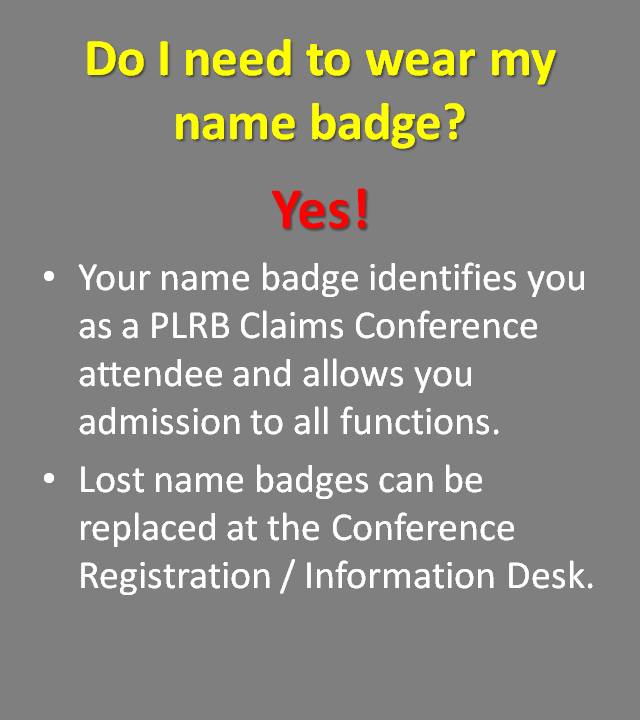 Do I need to wear my
name badge?
Yes!
• Your name badge identifies you
as a PLRB Claims Conference
attendee and allows you
admission to all functions.
• Lost name badges can be
replaced at the Conference
Registration / Information Desk.